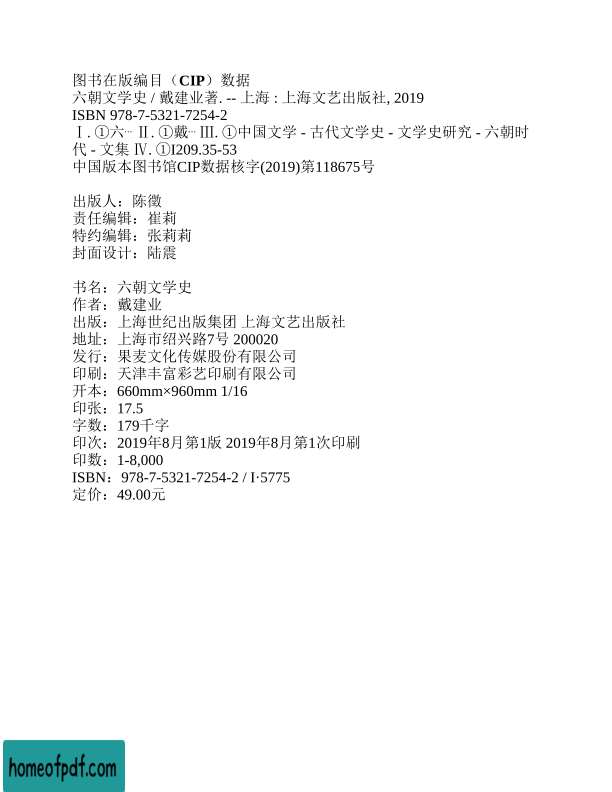 图书在版编目（CIP）数据
六朝文学史 / 戴建业著. -- 上海 : 上海文艺出版社, 2019
ISBN 978-7-5321-7254-2
Ⅰ. ①六… Ⅱ. ①戴… Ⅲ. ①中国文学 - 古代文学史 - 文学史研究 - 六朝时
代 - 文集 Ⅳ. ①I209.35-53
中国版本图书馆CIP数据核字(2019)第118675号
出版人：陈徵
责任编辑：崔莉
特约编辑：张莉莉
封面设计：陆震
书名：六朝文学史
作者：戴建业
出版：上海世纪出版集团 上海文艺出版社
地址：上海市绍兴路7号 200020
发行：果麦文化传媒股份有限公司
印刷：天津丰富彩艺印刷有限公司
开本：660mm×960mm 1/16
印张：17.5
字数：179千字
印次：2019年8月第1版 2019年8月第1次印刷
印数：1-8,000
ISBN：978-7-5321-7254-2 / I·5775
定价：49.00元
homeofpdf.com